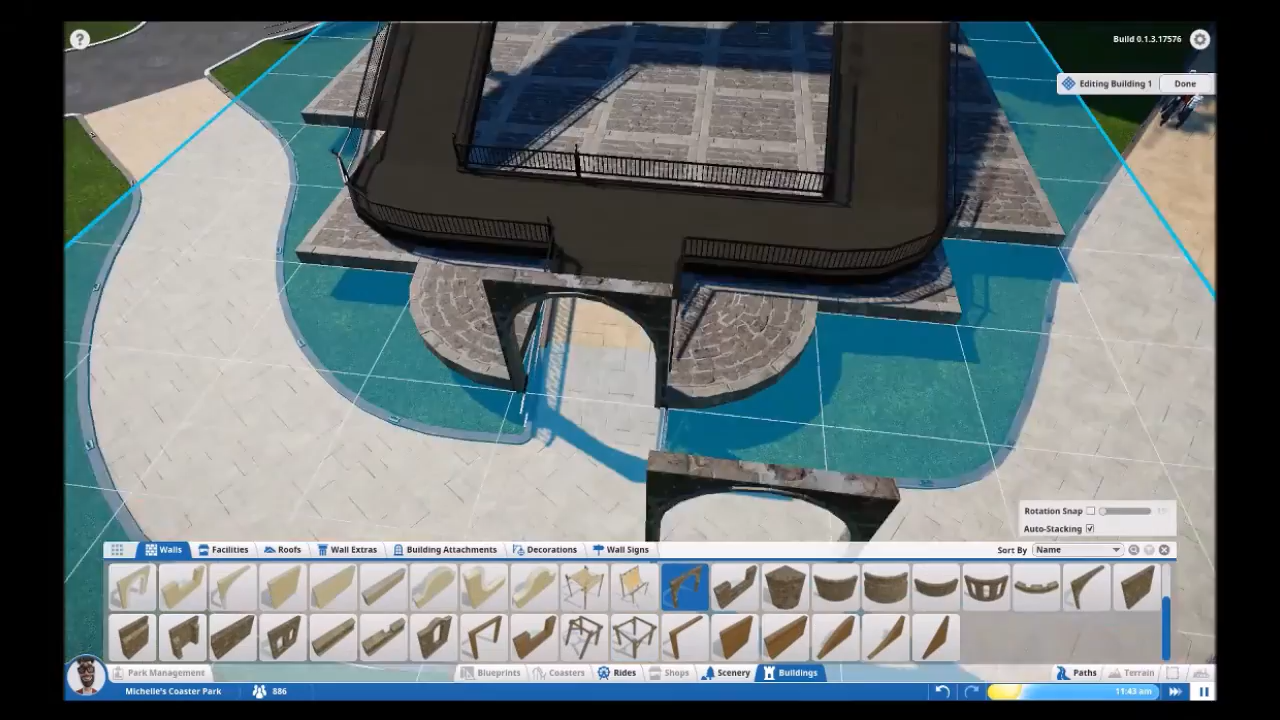 ?
Build 0.1.3.17576
Editing Building 1 Done
Rotation Snap
Auto-Stacking
Walls Facilities Roofs Wall Extras Building Attachments Decorations Wall Signs Sort By Name
Park Management Blueprints Coasters Rides Shops Scenery Buildings Paths Terrain
Michelle's Coaster Park 886 11:43 am